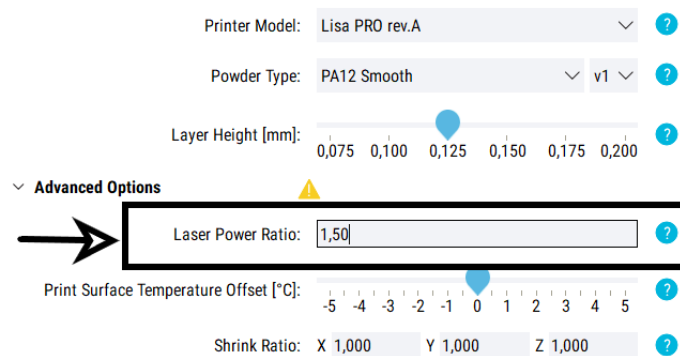 Printer Model: Lisa PRO rev.A
Powder Type: PA12 Smooth v1
Layer Height [mm]:
0,075 0,100 0,125 0,150 0,175 0,200
Advanced Options
Laser Power Ratio: 1,50
Print Surface Temperature Offset [°C]:
-5 -4 -3 -2 -1 0 1 2 3 4 5
Shrink Ratio: X 1,000 Y 1,000 Z 1,000